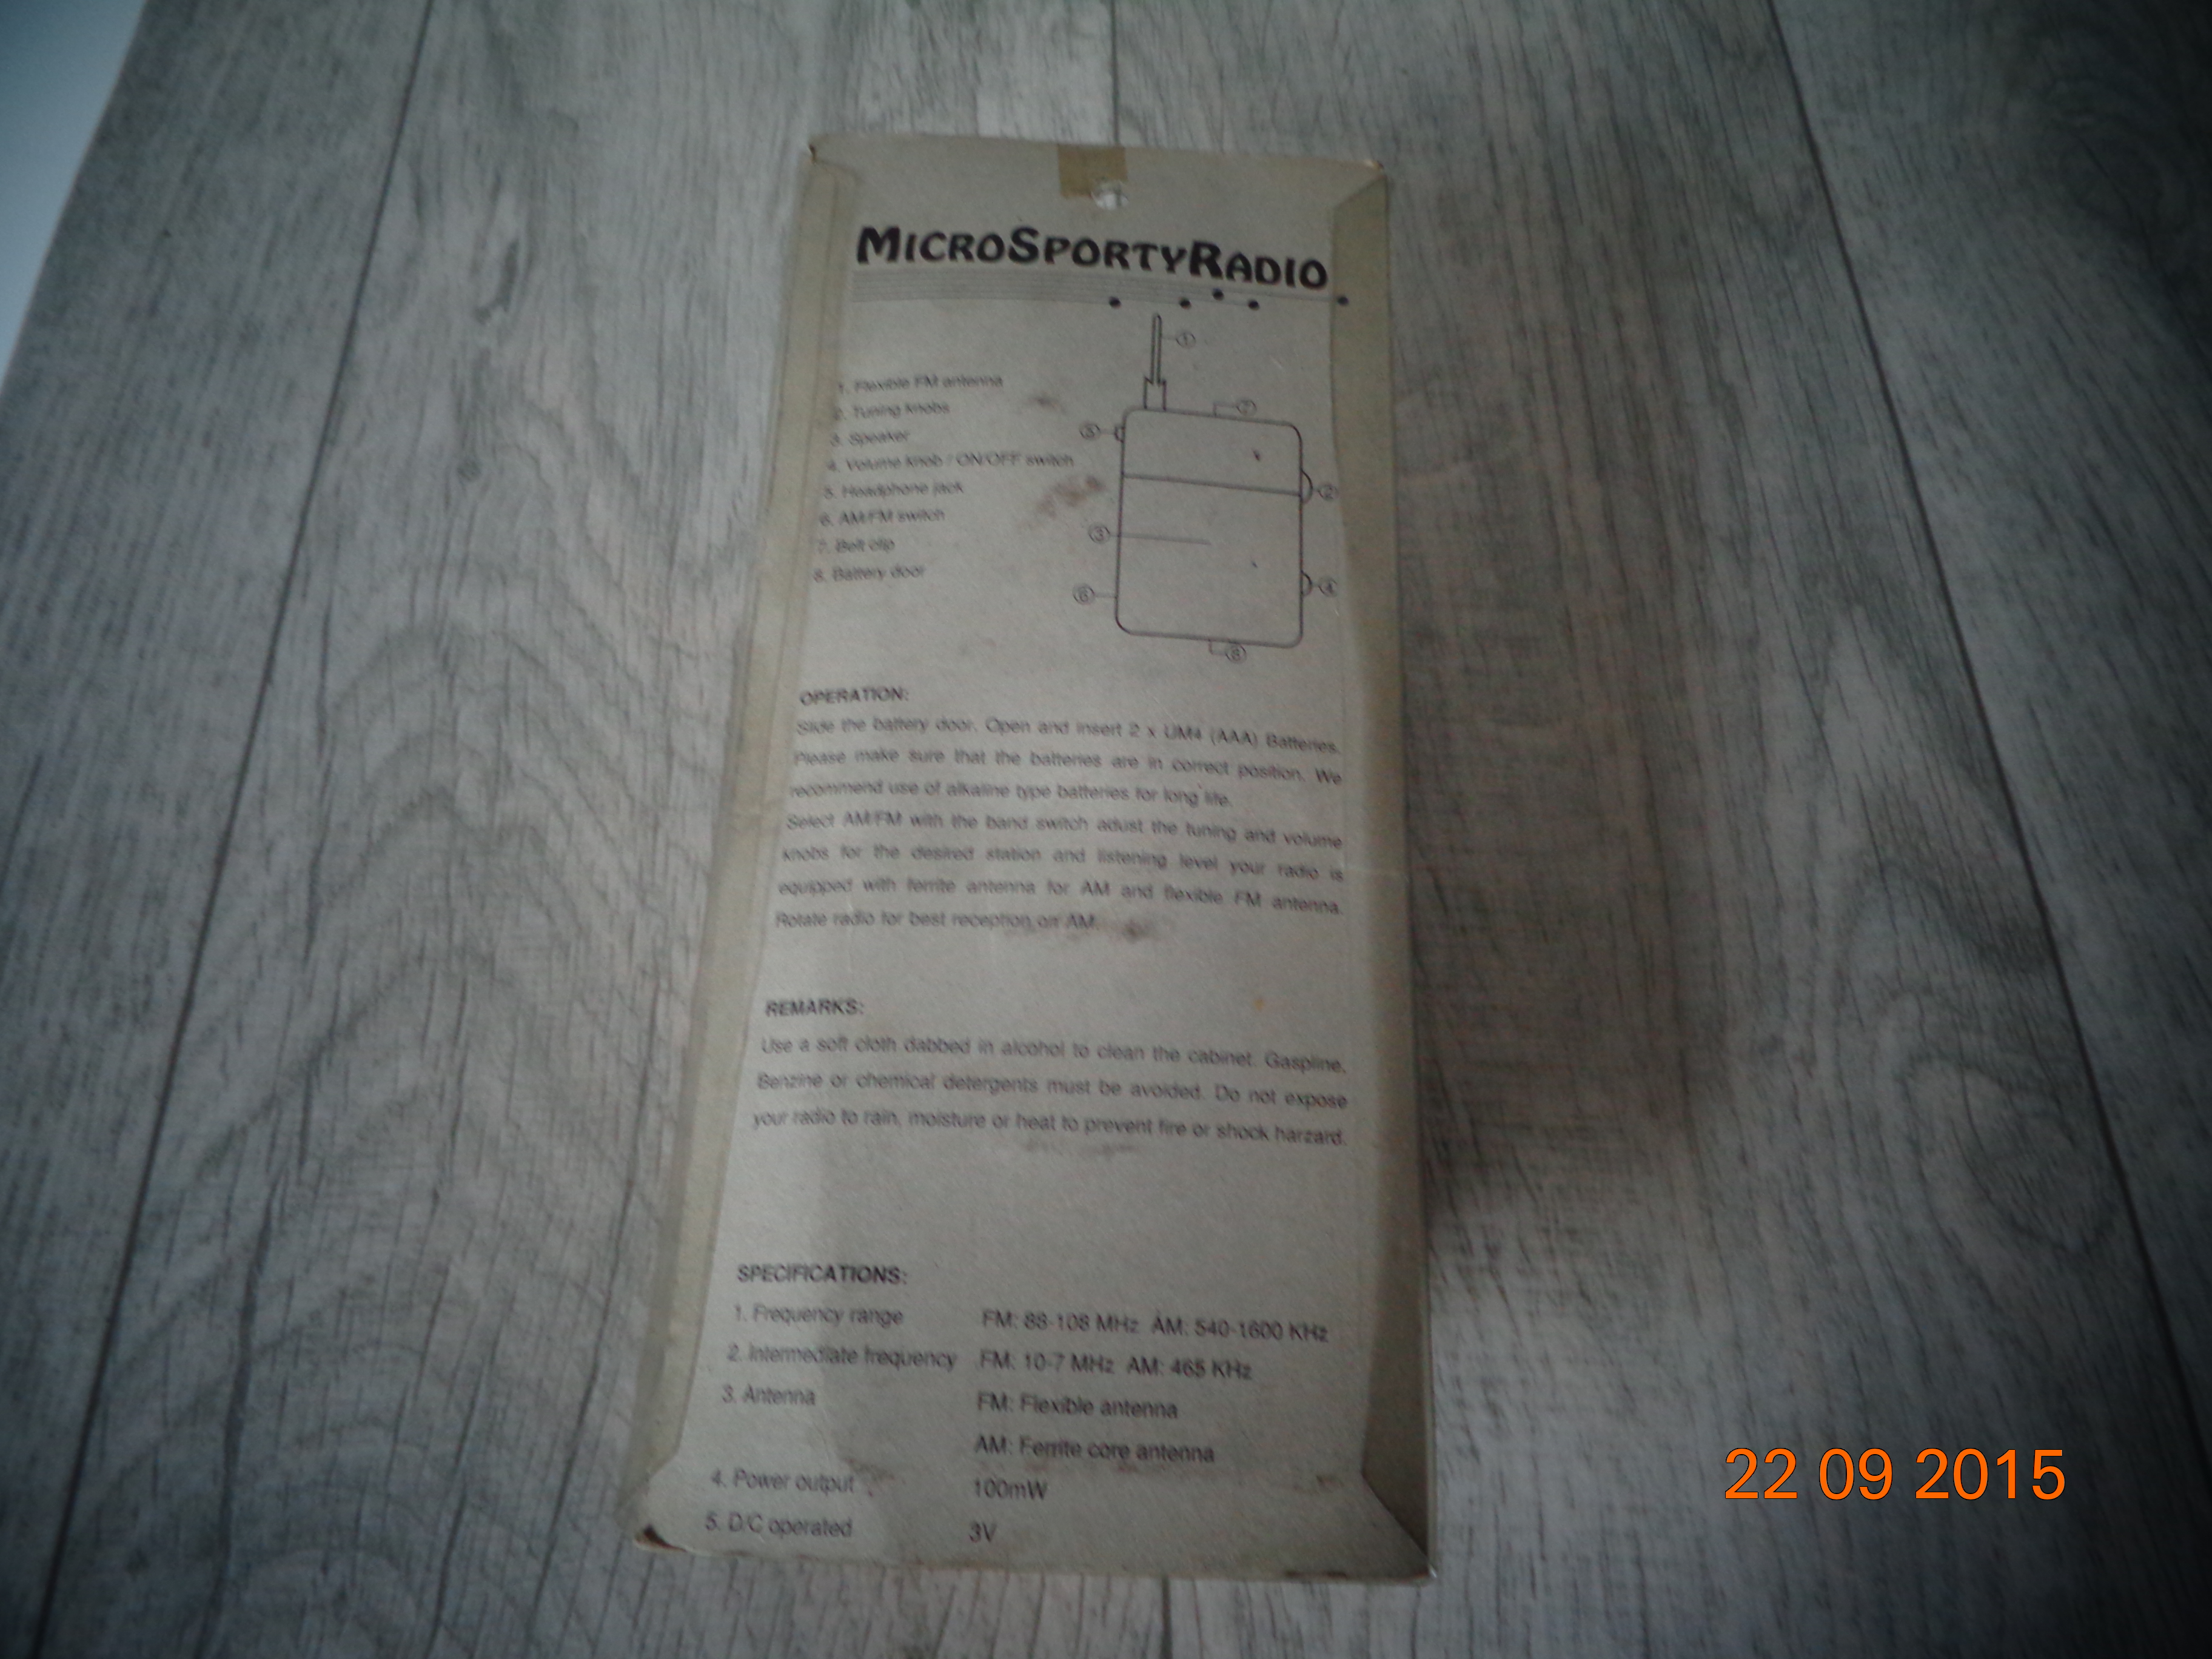 MICROSPORTYRADIO
1. Flexible FM antenna
2. Tuning knobs
3. Speaker
4. Volume knob / ON/OFF switch
5. Headphone jack
6. AM/FM switch
7. Belt clip
8. Battery door
1
7
5
2
3
4
6
8
OPERATION:
Slide the battery door. Open and insert 2 x UM4 (AAA) Batteries.
Please make sure that the batteries are in correct position. We
recommend use of alkaline type batteries for long life.
Select AM/FM with the band switch adust the tuning and volume
knobs for the desired station and listening level your radio is
equipped with ferrite antenna for AM and flexible FM antenna.
Rotate radio for best reception on AM.
REMARKS:
Use a soft cloth dabbed in alcohol to clean the cabinet. Gaspline,
Benzine or chemical detergents must be avoided. Do not expose
your radio to rain, moisture or heat to prevent fire or shock harzard.
SPECIFICATIONS:
1. Frequency range FM: 88-108 MHz AM: 540-1600 KHz
2. Intermediate frequency FM: 10-7 MHz AM: 465 KHz
3. Antenna FM: Flexible antenna
AM: Ferrite core antenna
4. Power output 100mW
5. D/C operated 3V
22 09 2015